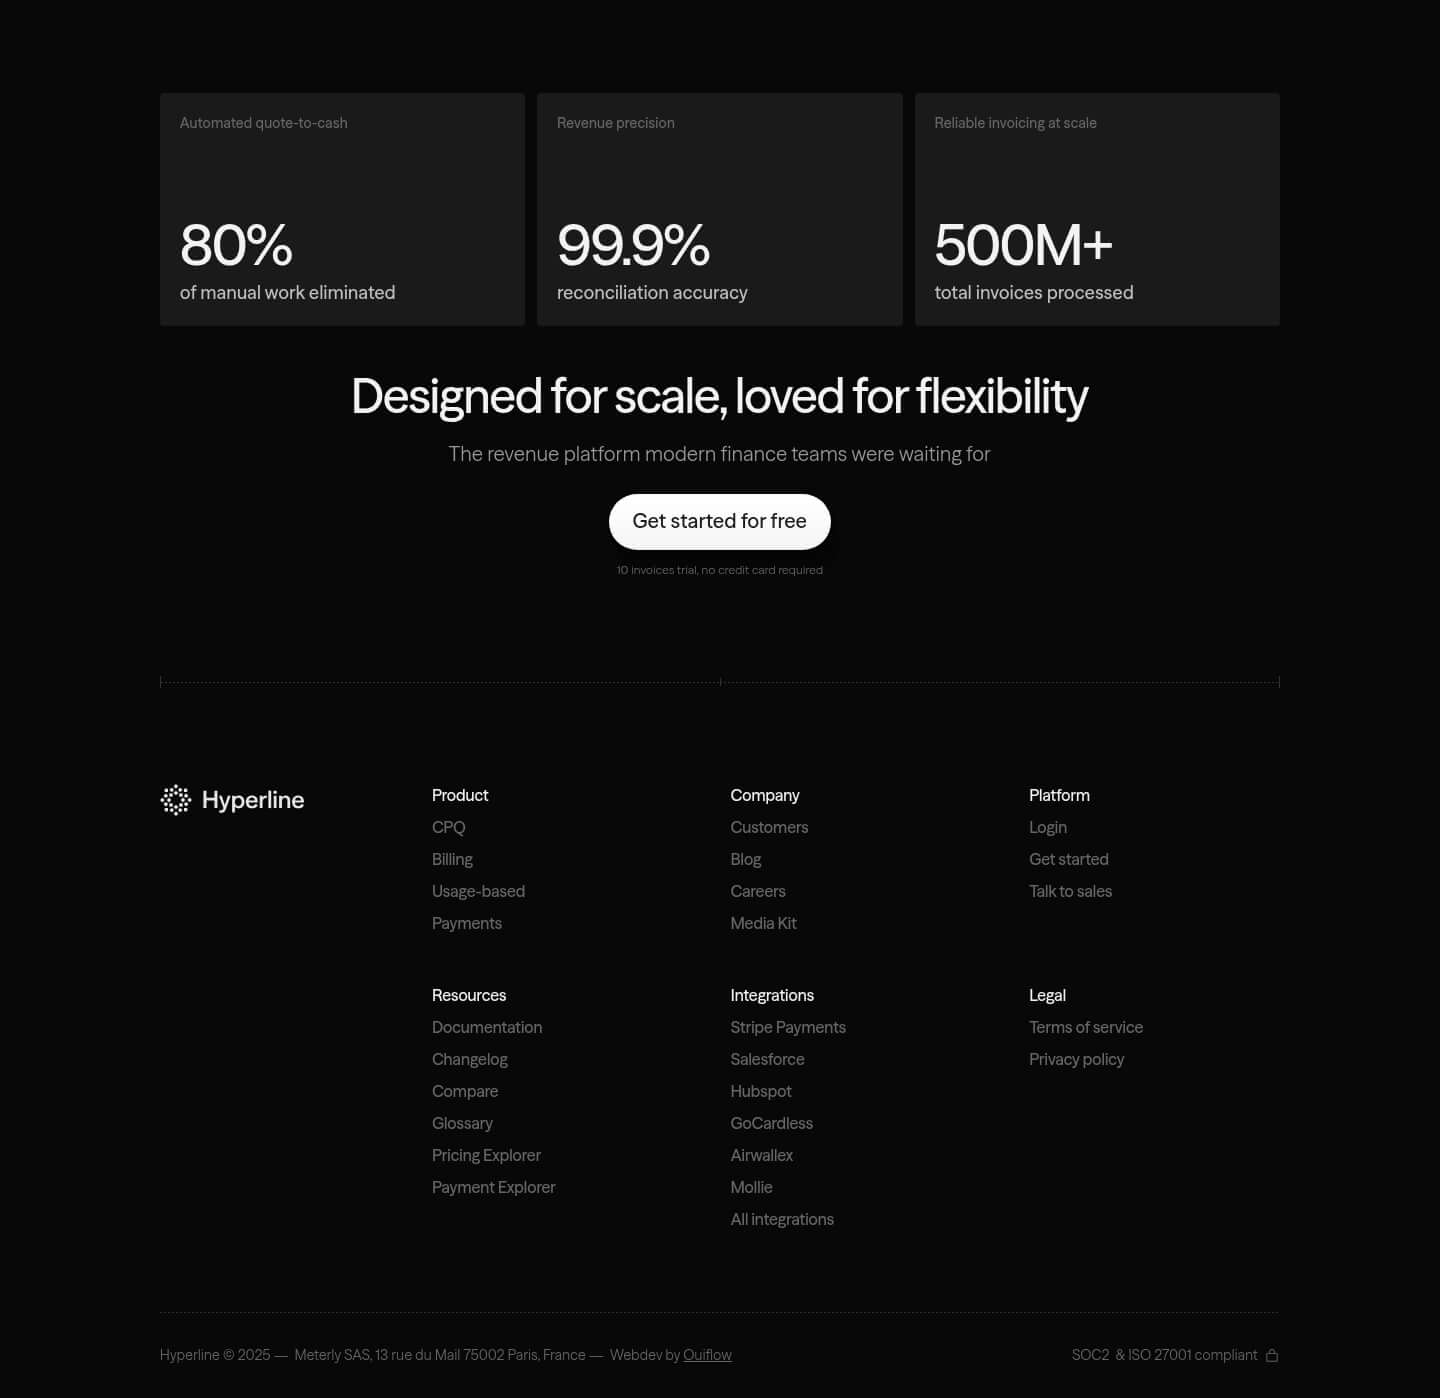 Automated quote-to-cash
80%
of manual work eliminated
Revenue precision
99.9%
reconciliation accuracy
Reliable invoicing at scale
500M+
total invoices processed
Designed for scale, loved for flexibility
The revenue platform modern finance teams were waiting for
Get started for free
10 invoices trial, no credit card required
Hyperline
Product
CPQ
Billing
Usage-based
Payments
Company
Customers
Blog
Careers
Media Kit
Platform
Login
Get started
Talk to sales
Resources
Documentation
Changelog
Compare
Glossary
Pricing Explorer
Payment Explorer
Integrations
Stripe Payments
Salesforce
Hubspot
GoCardless
Airwallex
Mollie
All integrations
Legal
Terms of service
Privacy policy
Hyperline © 2025 — Meterly SAS, 13 rue du Mail 75002 Paris, France — Webdev by Ouiflow
SOC2 & ISO 27001 compliant